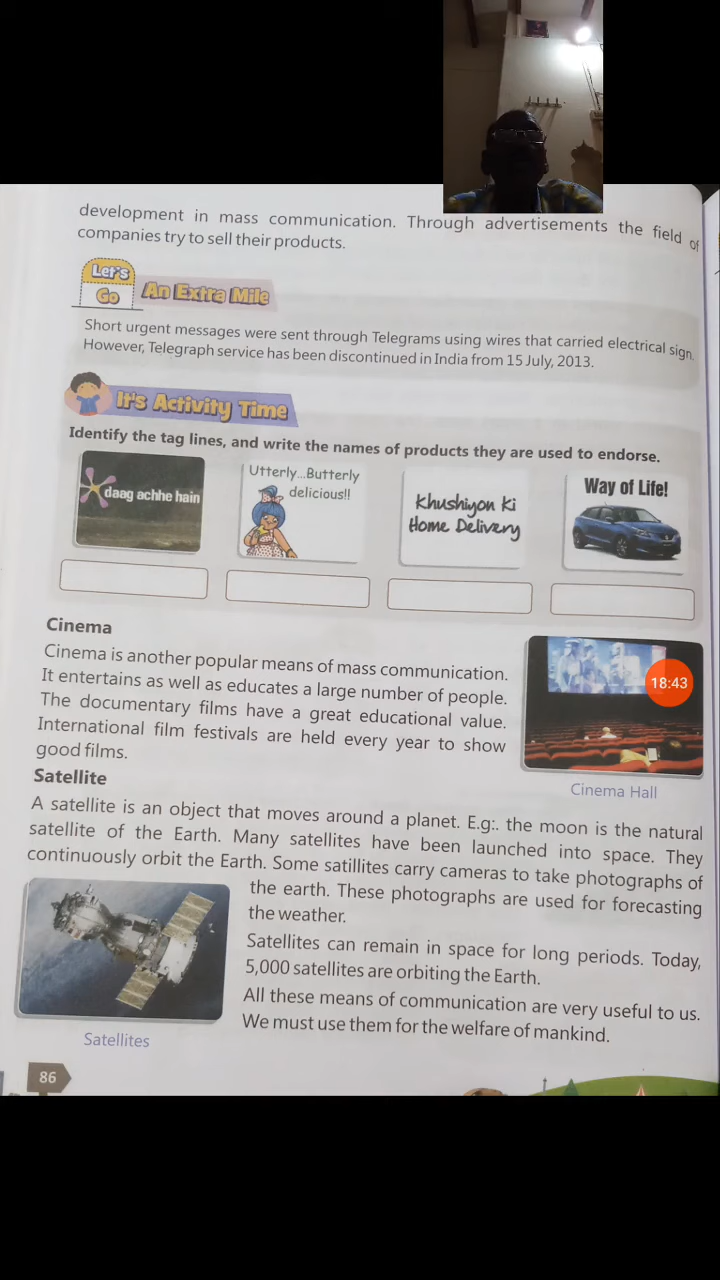 development in mass communication. Through advertisements the field of
companies try to sell their products.
Let's
Go
An Extra Mile
Short urgent messages were sent through Telegrams using wires that carried electrical sign
However, Telegraph service has been discontinued in India from 15 July, 2013.
It's Activity Time
Identify the tag lines, and write the names of products they are used to endorse.
daag achhe hain
Utterly...Butterly
delicious!!
Khushiyon Ki
Home Delivery
Way of Life!
Cinema
Cinema is another popular means of mass communication.
It entertains as well as educates a large number of people.
The documentary films have a great educational value.
International film festivals are held every year to show
good films.
18:43
Cinema Hall
Satellite
A satellite is an object that moves around a planet. E.g:. the moon is the natural
satellite of the Earth. Many satellites have been launched into space. They
continuously orbit the Earth. Some satillites carry cameras to take photographs of
the earth. These photographs are used for forecasting
the weather.
Satellites can remain in space for long periods. Today,
5,000 satellites are orbiting the Earth.
All these means of communication are very useful to us.
We must use them for the welfare of mankind.
Satellites
86